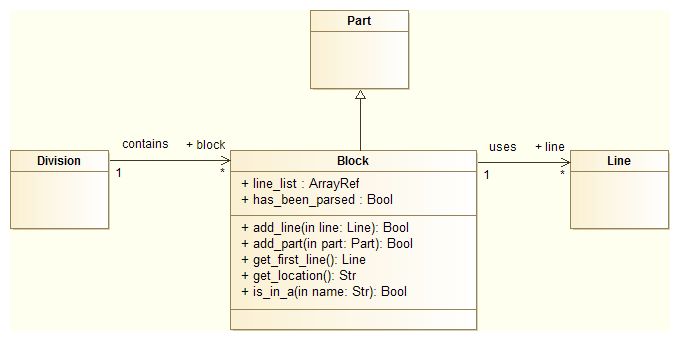 Part
contains
+ block
uses
+ line
Division
1
*
Block
1
*
Line
+ line_list : ArrayRef
+ has_been_parsed : Bool
+ add_line(in line: Line): Bool
+ add_part(in part: Part): Bool
+ get_first_line(): Line
+ get_location(): Str
+ is_in_a(in name: Str): Bool